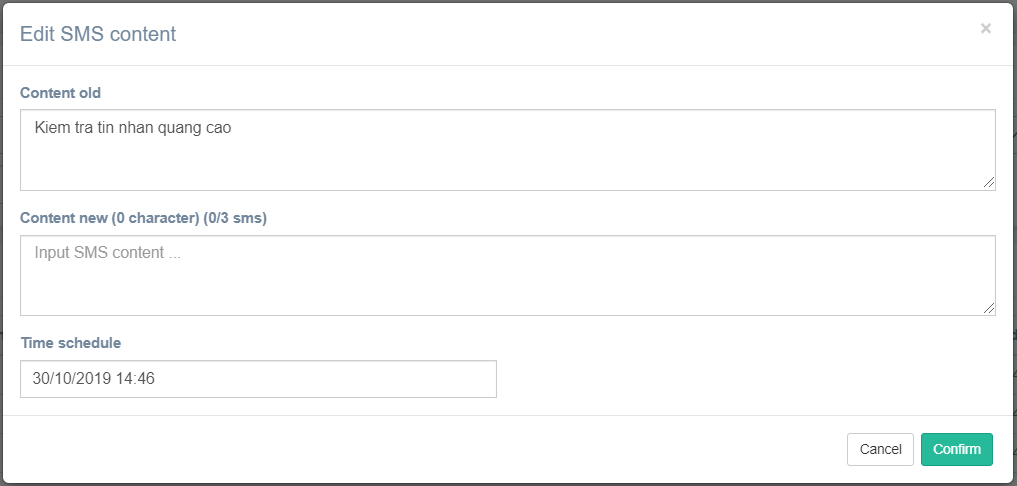 Edit SMS content ×
Content old
Kiem tra tin nhan quang cao
Content new (0 character) (0/3 sms)
Input SMS content ...
Time schedule
30/10/2019 14:46
Cancel Confirm